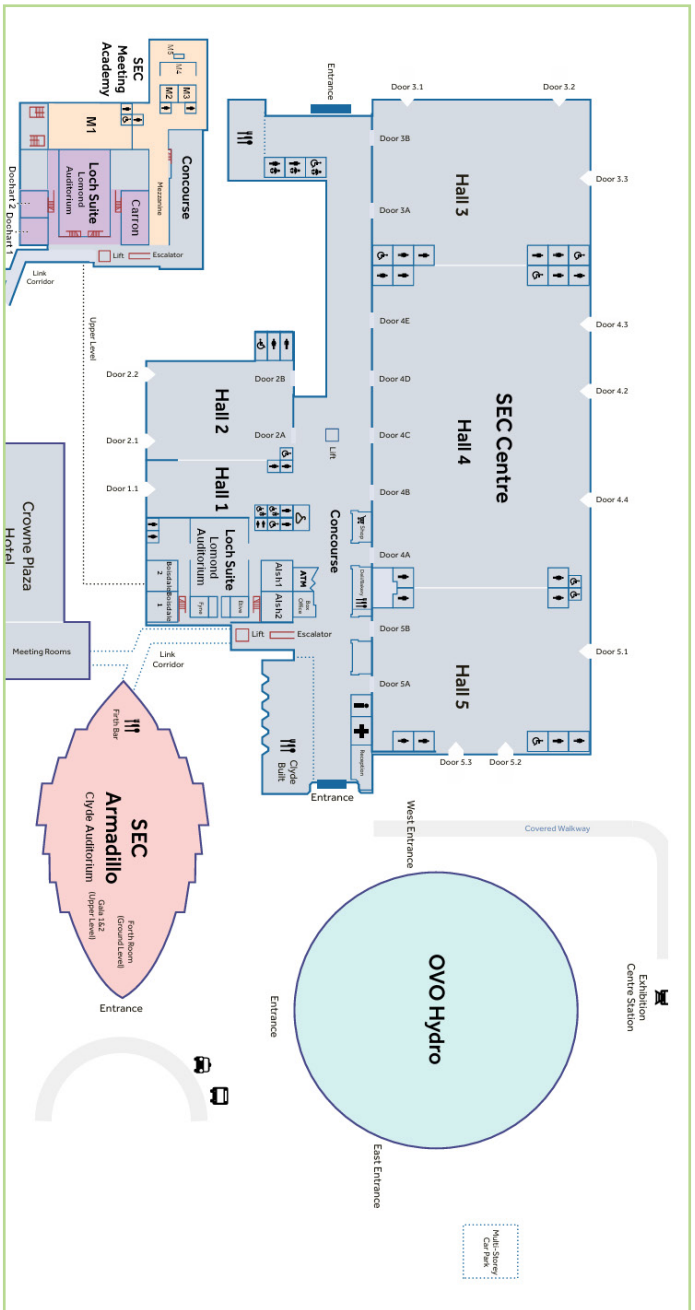 SEC
Meeting
Academy
M5
M4
M2
M3
M1
Concourse
Mezzanine
Loch Suite
Lomond
Auditorium
Carron
Dochart 2
Dochart 1
Lift
Escalator
Link
Corridor
Upper Level
Entrance
Door 3.1
Door 3.2
Door 3B
Door 3.3
Hall 3
Door 3A
Door 4E
Door 4.3
Door 4D
Door 4.2
SEC Centre
Hall 4
Door 4C
Door 4B
Door 4.4
Door 4A
Door 2.2
Door 2B
Hall 2
Door 2.1
Door 2A
Lift
Hall 1
Door 1.1
Concourse
Shop
Loch Suite
Lomond
Auditorium
Boisdale
2
Boisdale
1
Fyne
Etive
Alsh1
Alsh2
ATM
Box
Office
Lift
Escalator
Link
Corridor
Door 5B
Door 5.1
Hall 5
Door 5A
Reception
Door 5.3
Door 5.2
Clyde
Built
Entrance
Crowne Plaza
Hotel
Meeting Rooms
Firth Bar
SEC
Armadillo
Clyde Auditorium
Forth Room
(Ground Level)
Gala 1&2
(Upper Level)
Entrance
West Entrance
Covered Walkway
OVO Hydro
Entrance
East Entrance
Exhibition
Centre Station
Multi-Storey
Car Park